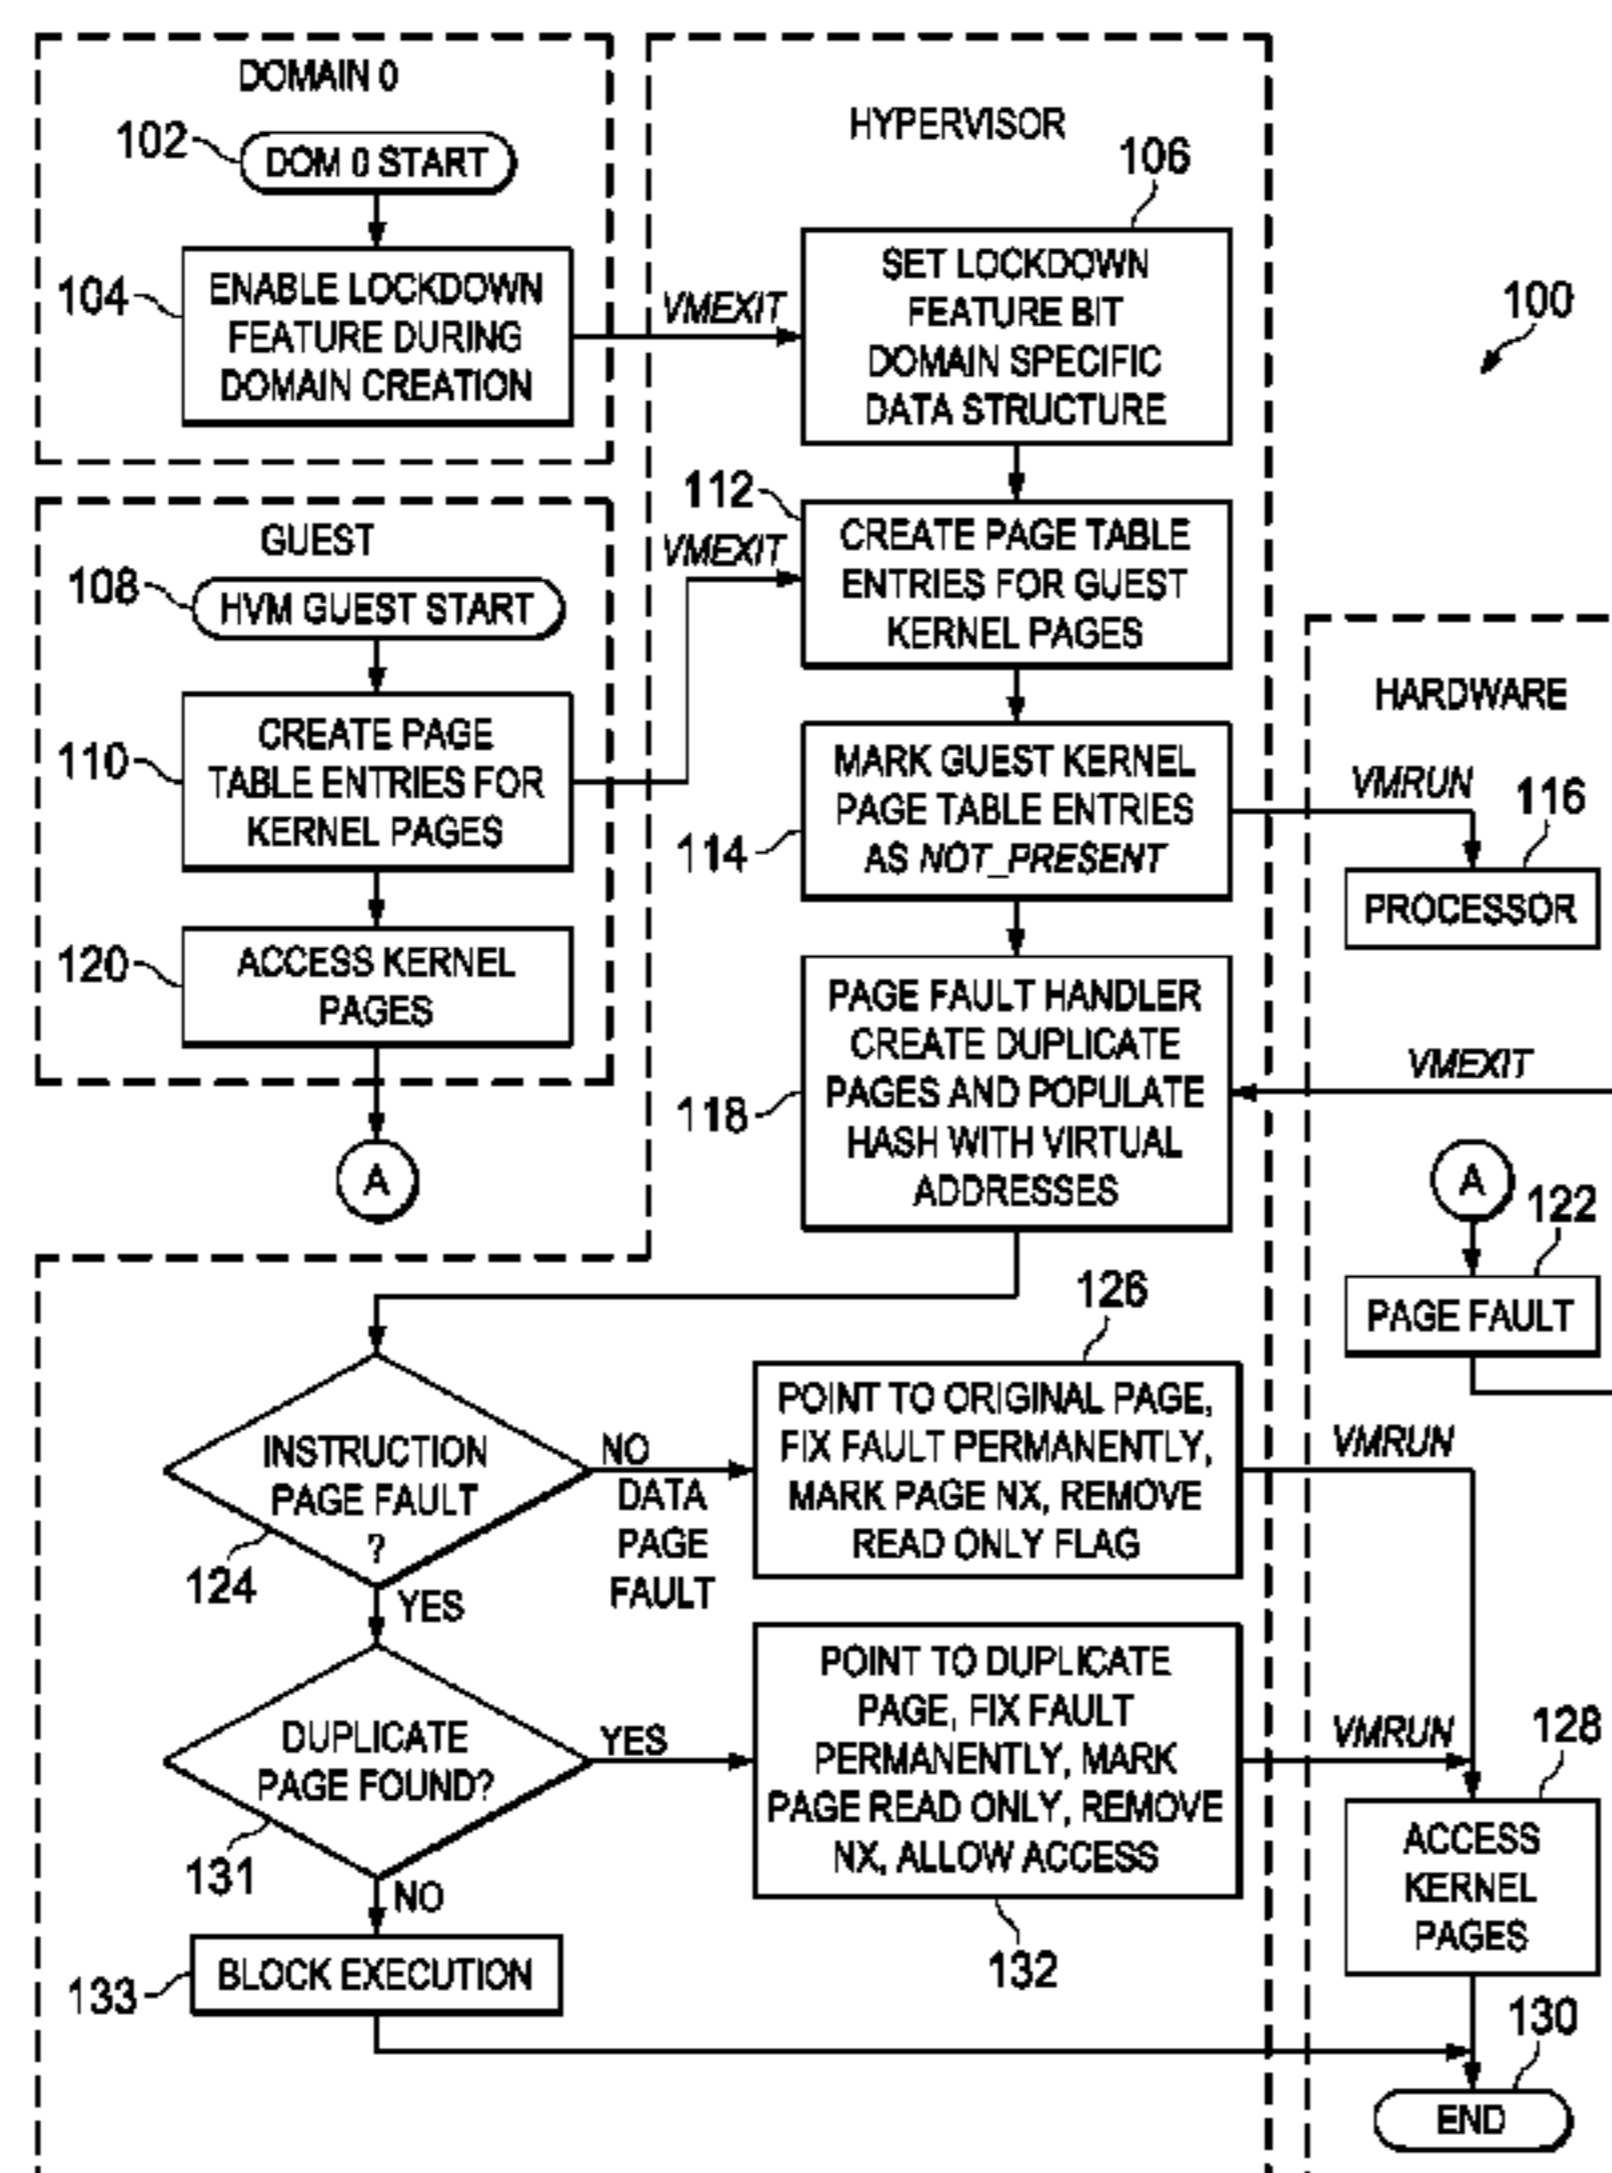 DOMAIN 0
102
DOM 0 START
104
ENABLE LOCKDOWN
FEATURE DURING
DOMAIN CREATION
VMEXIT
HYPERVISOR
106
SET LOCKDOWN
FEATURE BIT
DOMAIN SPECIFIC
DATA STRUCTURE
100
GUEST
108
HVM GUEST START
110
CREATE PAGE
TABLE ENTRIES FOR
KERNEL PAGES
VMEXIT
112
CREATE PAGE TABLE
ENTRIES FOR GUEST
KERNEL PAGES
114
MARK GUEST KERNEL
PAGE TABLE ENTRIES
AS NOT_PRESENT
HARDWARE
VMRUN
116
PROCESSOR
120
ACCESS KERNEL
PAGES
A
118
PAGE FAULT HANDLER
CREATE DUPLICATE
PAGES AND POPULATE
HASH WITH VIRTUAL
ADDRESSES
VMEXIT
A
122
PAGE FAULT
124
INSTRUCTION
PAGE FAULT
?
NO
DATA
PAGE
FAULT
YES
126
POINT TO ORIGINAL PAGE,
FIX FAULT PERMANENTLY,
MARK PAGE NX, REMOVE
READ ONLY FLAG
VMRUN
131
DUPLICATE
PAGE FOUND?
YES
NO
POINT TO DUPLICATE
PAGE, FIX FAULT
PERMANENTLY, MARK
PAGE READ ONLY, REMOVE
NX, ALLOW ACCESS
132
VMRUN
128
ACCESS
KERNEL
PAGES
133
BLOCK EXECUTION
130
END